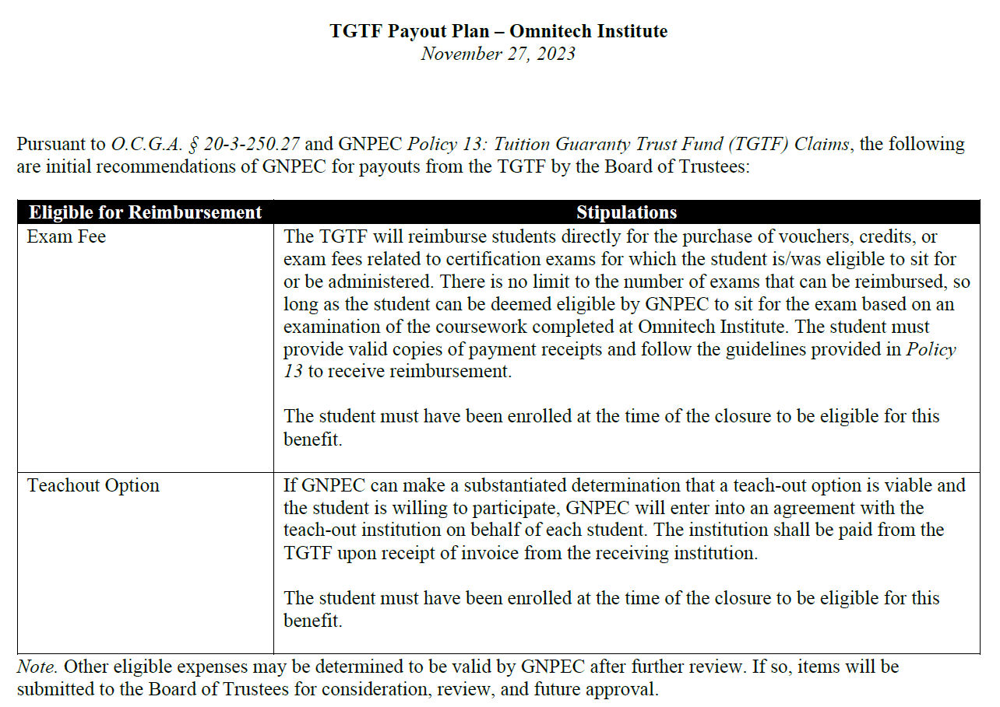 TGTF Payout Plan – Omnitech Institute
November 27, 2023
Pursuant to O.C.G.A. § 20-3-250.27 and GNPEC Policy 13: Tuition Guaranty Trust Fund (TGTF) Claims, the following
are initial recommendations of GNPEC for payouts from the TGTF by the Board of Trustees:
Eligible for Reimbursement
Stipulations
Exam Fee
The TGTF will reimburse students directly for the purchase of vouchers, credits, or
exam fees related to certification exams for which the student is/was eligible to sit for
or be administered. There is no limit to the number of exams that can be reimbursed, so
long as the student can be deemed eligible by GNPEC to sit for the exam based on an
examination of the coursework completed at Omnitech Institute. The student must
provide valid copies of payment receipts and follow the guidelines provided in Policy
13 to receive reimbursement.
The student must have been enrolled at the time of the closure to be eligible for this
benefit.
Teachout Option
If GNPEC can make a substantiated determination that a teach-out option is viable and
the student is willing to participate, GNPEC will enter into an agreement with the
teach-out institution on behalf of each student. The institution shall be paid from the
TGTF upon receipt of invoice from the receiving institution.
The student must have been enrolled at the time of the closure to be eligible for this
benefit.
Note. Other eligible expenses may be determined to be valid by GNPEC after further review. If so, items will be
submitted to the Board of Trustees for consideration, review, and future approval.